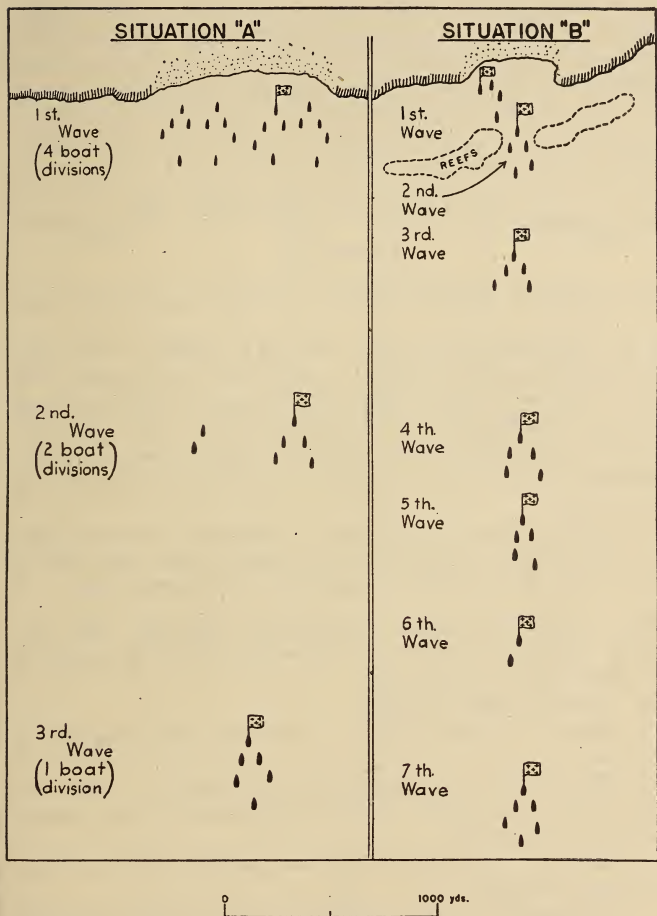 SITUATION "A"
1 st.
Wave
(4 boat
divisions)
2 nd.
Wave
(2 boat
divisions)
3 rd.
Wave
(1 boat
division)
SITUATION "B"
1 st.
Wave
REEFS
2 nd.
Wave
3 rd.
Wave
4 th.
Wave
5 th.
Wave
6 th.
Wave
7 th.
Wave
0 1000 yds.